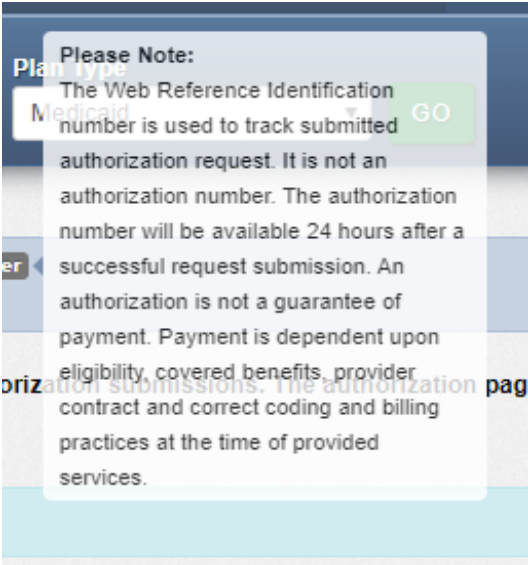 Please Note:
Plan Type
The Web Reference Identification
Medicaid
GO
number is used to track submitted
authorization request. It is not an
authorization number. The authorization
number will be available 24 hours after a
er
successful request submission. An
authorization is not a guarantee of
payment. Payment is dependent upon
eligibility, covered benefits, provider
orization submissions. The authorization pag
contract and correct coding and billing
practices at the time of provided
services.